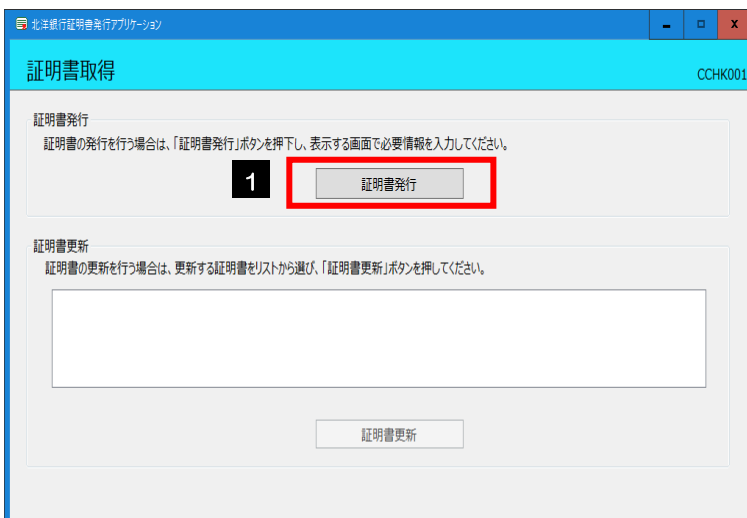 北洋銀行証明書発行アプリケーション
証明書取得
CCHK001
証明書発行
証明書の発行を行う場合は、「証明書発行」ボタンを押下し、表示する画面で必要情報を入力してください。
1
証明書発行
証明書更新
証明書の更新を行う場合は、更新する証明書をリストから選び、「証明書更新」ボタンを押してください。
証明書更新